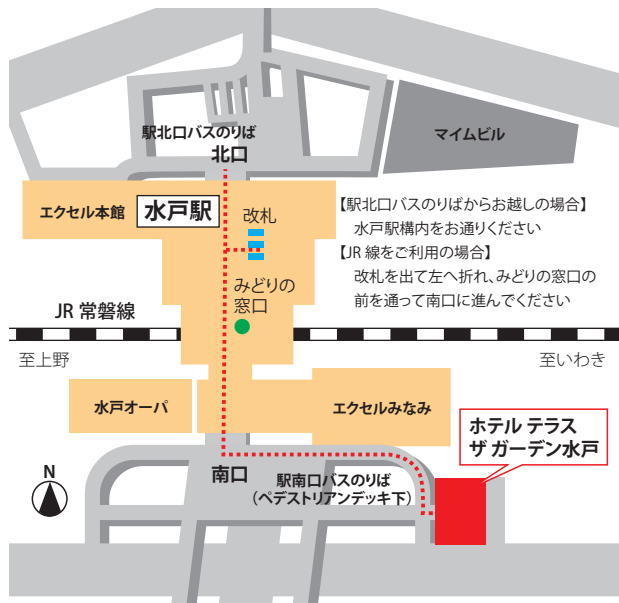 駅北口バスのりば
北口
マイムビル
エクセル本館
水戸駅
改札
【駅北口バスのりばからお越しの場合】
水戸駅構内をお通りください
【JR 線をご利用の場合】
改札を出て左へ折れ、みどりの窓口の
前を通って南口に進んでください
みどりの
窓口
JR 常磐線
至上野
至いわき
水戸オーパ
エクセルみなみ
ホテル テラス
ザ ガーデン水戸
南口
駅南口バスのりば
（ペデストリアンデッキ下）
N